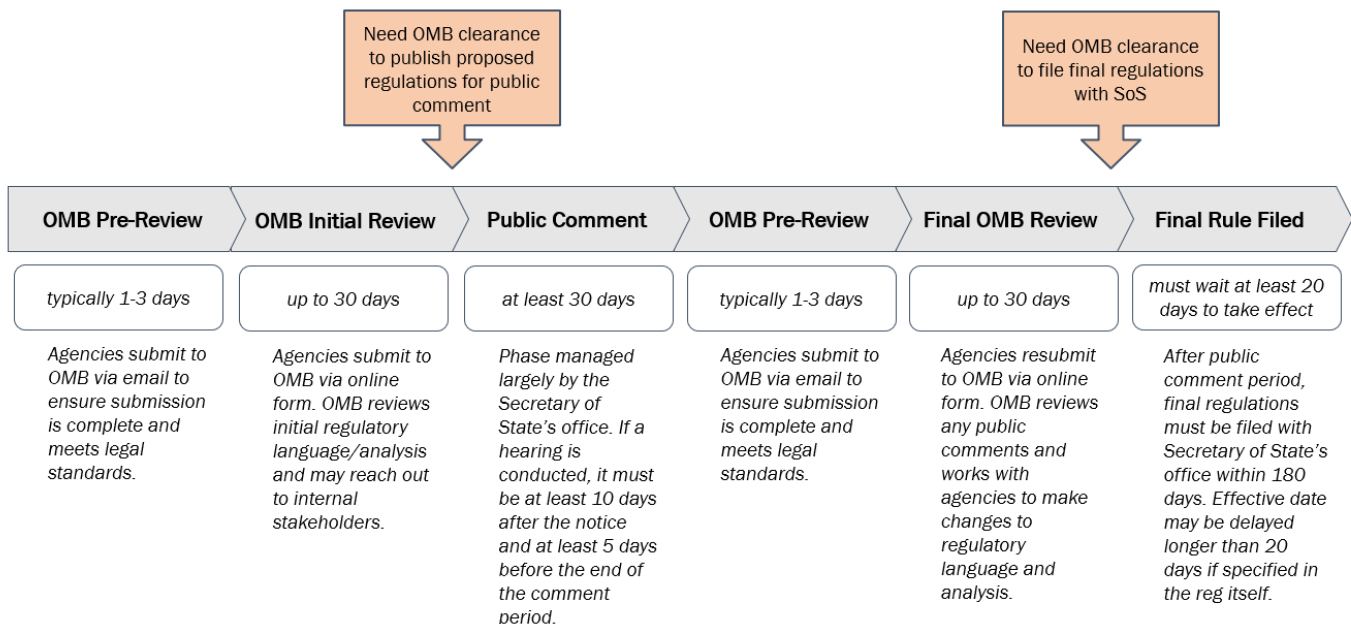 Need OMB clearance
to publish proposed
regulations for public
comment
Need OMB clearance
to file final regulations
with SoS
OMB Pre-Review
OMB Initial Review
Public Comment
OMB Pre-Review
Final OMB Review
Final Rule Filed
typically 1-3 days
up to 30 days
at least 30 days
typically 1-3 days
up to 30 days
must wait at least 20
days to take effect
Agencies submit to
OMB via email to
ensure submission
is complete and
meets legal
standards.
Agencies submit to
OMB via online
form. OMB reviews
initial regulatory
language/analysis
and may reach out
to internal
stakeholders.
Phase managed
largely by the
Secretary of
State’s office. If a
hearing is
conducted, it must
be at least 10 days
after the notice
and at least 5 days
before the end of
the comment
period.
Agencies submit to
OMB via email to
ensure submission
is complete and
meets legal
standards.
Agencies resubmit
to OMB via online
form. OMB reviews
any public
comments and
works with
agencies to make
changes to
regulatory
language and
analysis.
After public
comment period,
final regulations
must be filed with
Secretary of State’s
office within 180
days. Effective date
may be delayed
longer than 20
days if specified in
the reg itself.